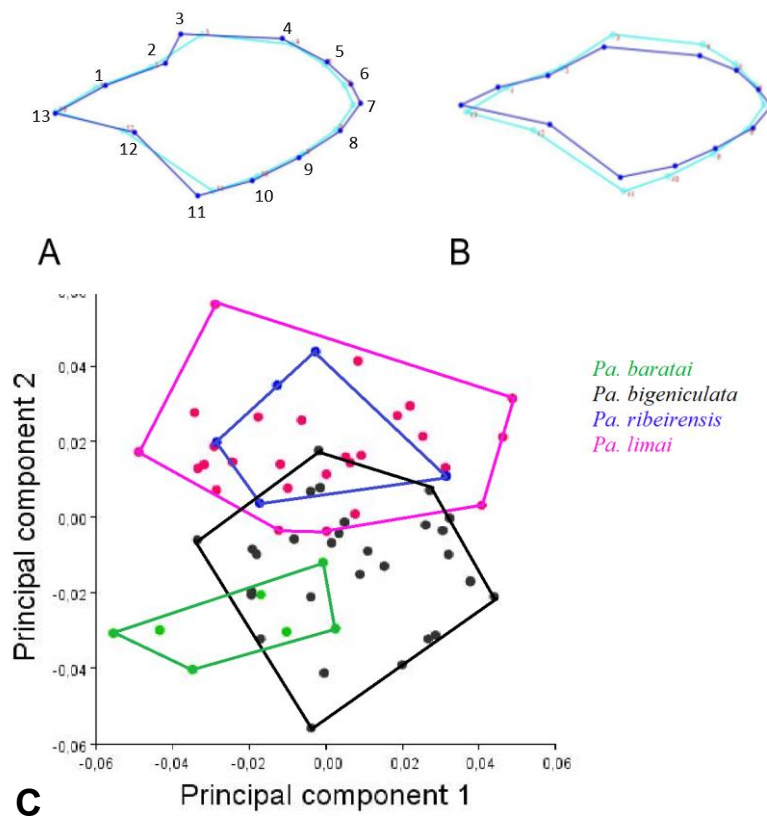 3
4
2
5
1
6
7
13
8
12
9
10
11
A
B
0,04
0,02
0,00
-0,02
-0,04
-0,06
Principal component 2
Pa. baratai
Pa. bigeniculata
Pa. ribeirensis
Pa. limai
-0,06 -0,04 -0,02 0,00 0,02 0,04 0,06
Principal component 1
C